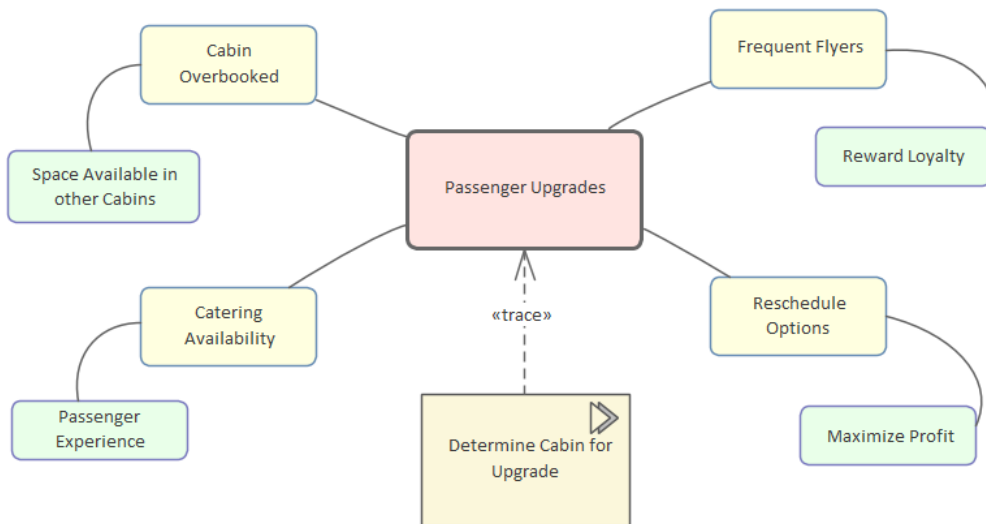 Cabin
Overbooked
Frequent Flyers
Space Available in
other Cabins
Passenger Upgrades
Reward Loyalty
Catering
Availability
«trace»
Reschedule
Options
Passenger
Experience
Determine Cabin for
Upgrade
Maximize Profit